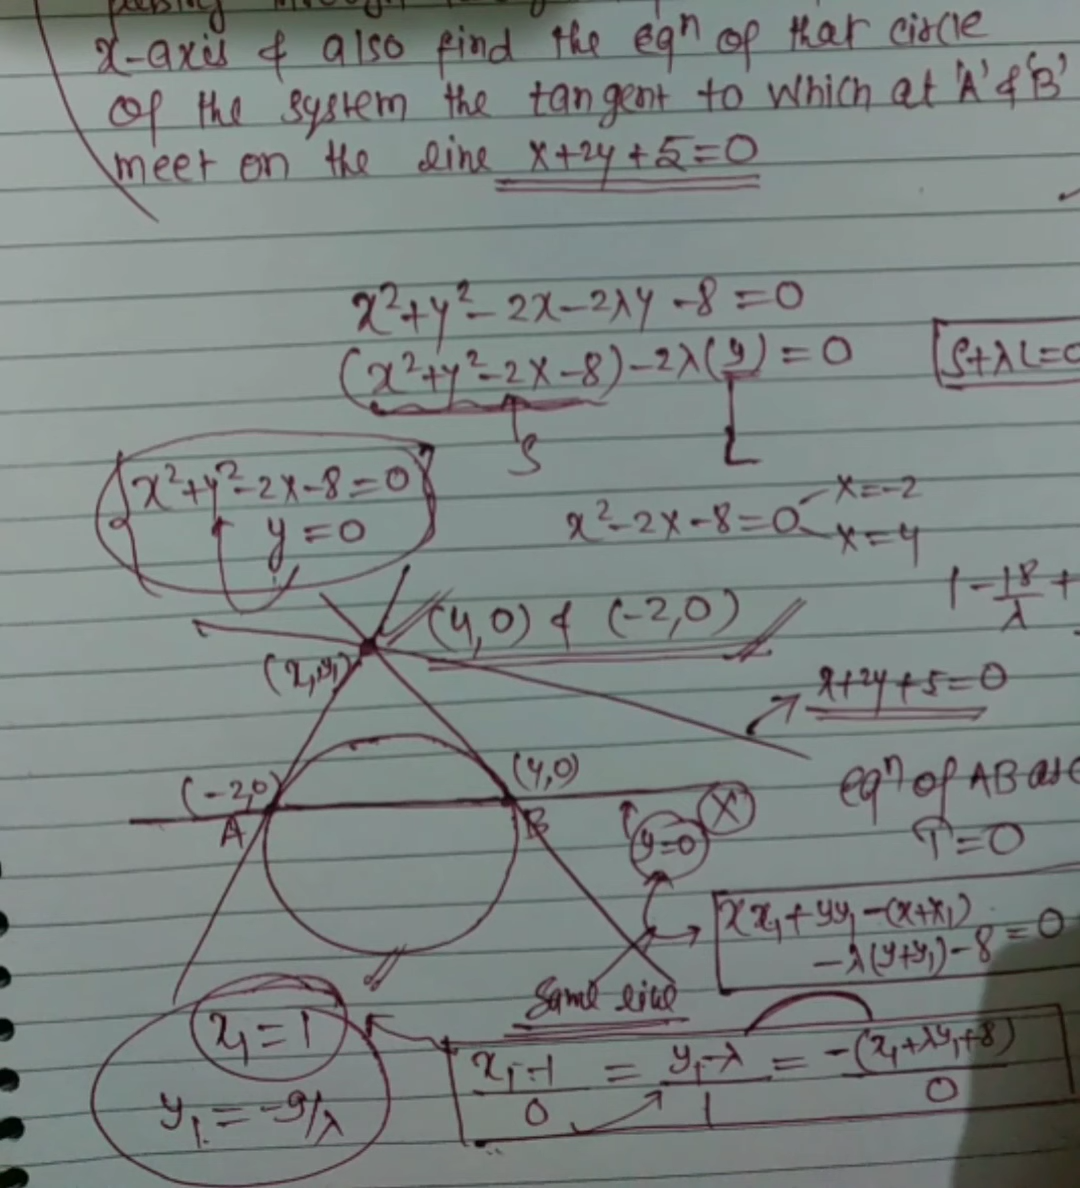 passing through
x-axis & also find the eqⁿ of that circle
of the system the tangent to which at 'A' & 'B'
meet on the line x+2y+5=0
x²+y²-2x-2λy-8=0
(x²+y²-2x-8)-2λ(y)=0
S+λL=0
S
L
x²+y²-2x-8=0
y=0
x²-2x-8=0
x=-2
x=4
1-18/λ+
(4,0) & (-2,0)
(x₁,y₁)
x+2y+5=0
(-2,0)
(4,0)
A
B
y=0
X
eqⁿ of AB
T=0
xx₁+yy₁-(x+x₁)
-λ(y+y₁)-8=0
Same line
x₁=1
y₁=-9/λ
(x₁-1)/0 = (y₁-λ)/1 = -(x₁+λy₁+8)/0